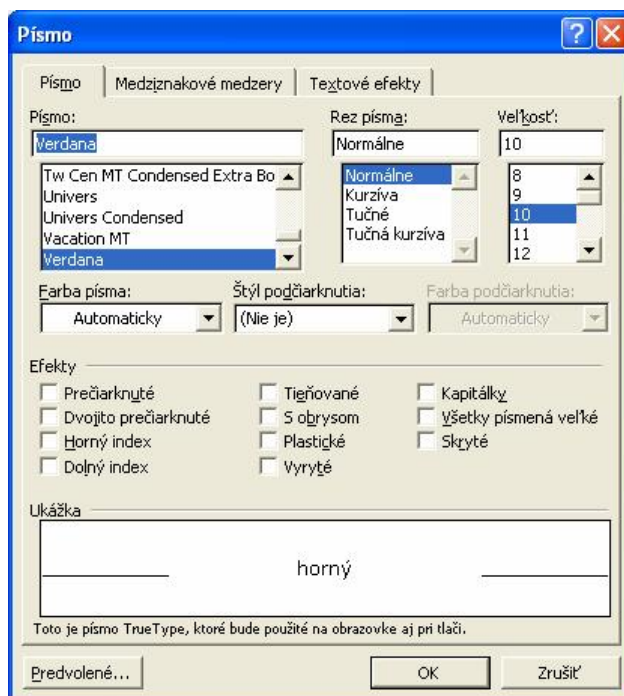 Písmo
Písmo Medziznakové medzery Textové efekty
Písmo: Rez písma: Veľkosť:
Verdana Normálne 10
Tw Cen MT Condensed Extra Bo Normálne 8
Univers Kurzíva 9
Univers Condensed Tučné 10
Vacation MT Tučná kurzíva 11
Verdana 12
Farba písma: Štýl podčiarknutia: Farba podčiarknutia:
Automaticky (Nie je) Automaticky
Efekty
Prečiarknuté Tieňované Kapitálky
Dvojito prečiarknuté S obrysom Všetky písmená veľké
Horný index Plastické Skryté
Dolný index Vyryté
Ukážka
horný
Toto je písmo TrueType, ktoré bude použité na obrazovke aj pri tlači.
Predvolené... OK Zrušiť